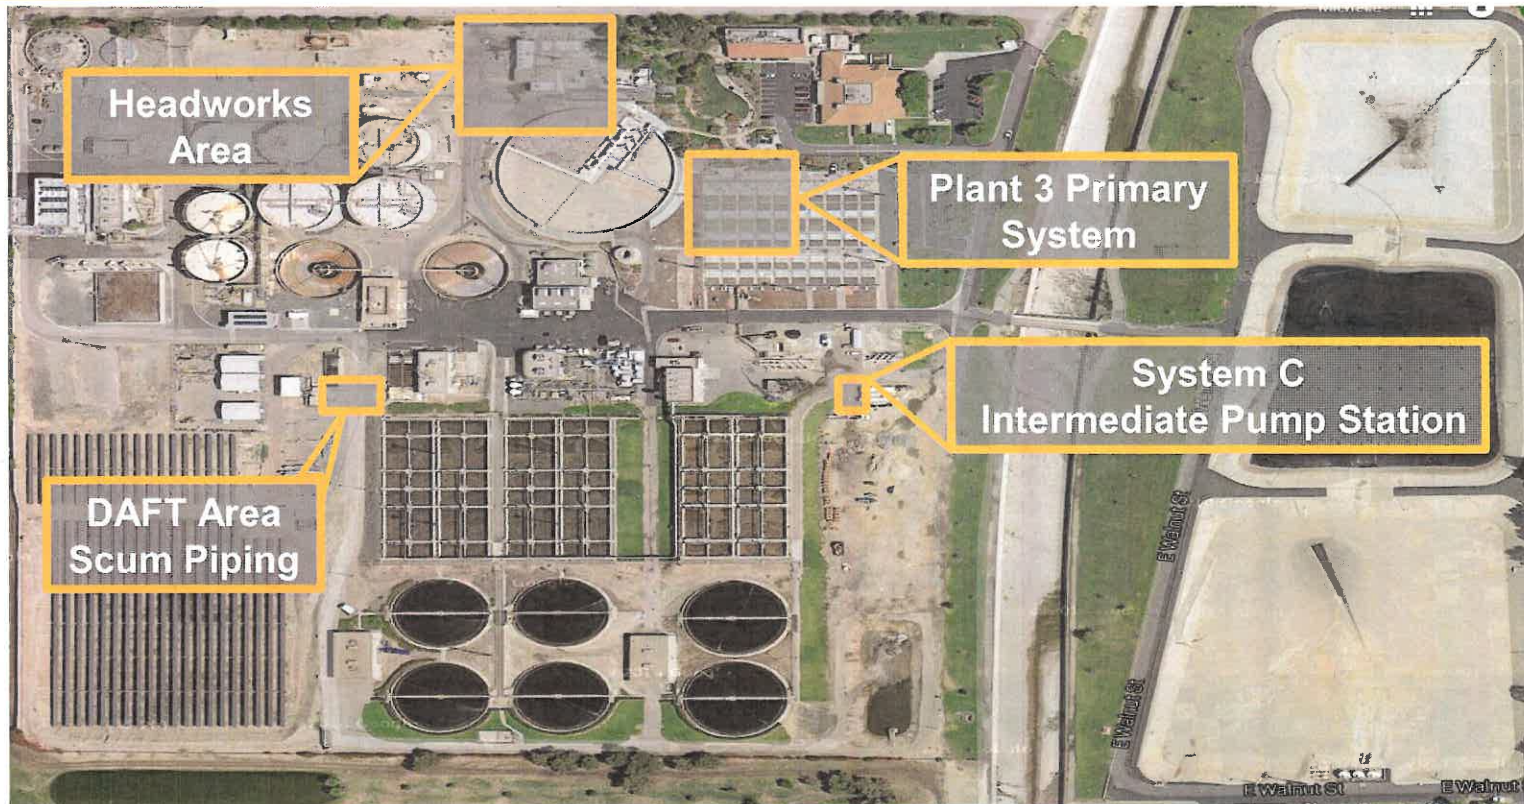 Headworks
Area
Plant 3 Primary
System
System C
Intermediate Pump Station
DAFT Area
Scum Piping
E Walnut St
E Walnut St
E Walnut St
E Walnut